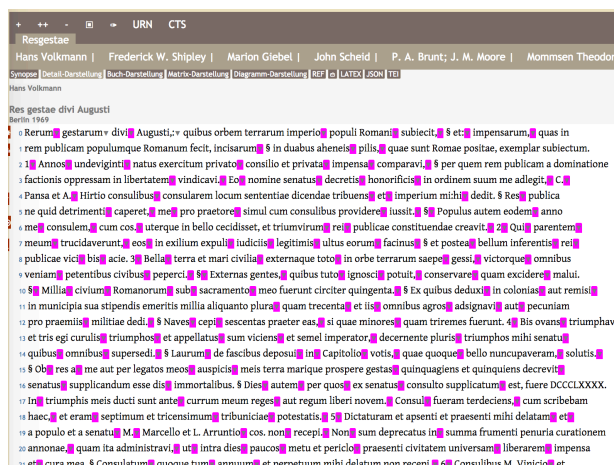 + ++ - URN CTS
Resgestae
Hans Volkmann | Frederick W. Shipley | Marion Giebel | John Scheid | P. A. Brunt; J. M. Moore | Mommsen Theodor
Synopse Detail-Darstellung Buch-Darstellung Matrix-Darstellung Diagramm-Darstellung REF LATEX JSON TEI
Hans Volkmann
Res gestae divi Augusti
Berlin 1969
0 Rerum gestarum divi Augusti,: quibus orbem terrarum imperio populi Romani subiecit, § et: impensarum, quas in
1 rem publicam populumque Romanum fecit, incisarum § in duabus aheneis pilis, quae sunt Romae positae, exemplar subiectum.
2 1 Annos undeviginti natus exercitum privato consilio et privata impensa comparavi, § per quem rem publicam a dominatione
3 factionis oppressam in libertatem vindicavi. Eo nomine senatus decretis honorificis in ordinem suum me adlegit, C.
4 Pansa et A. Hirtio consulibus consularem locum sententiae dicendae tribuens et imperium mi:hi dedit. § Res publica
5 ne quid detrimenti caperet, me pro praetore simul cum consulibus providere iussit. § Populus autem eodem anno
6 me consulem, cum cos. uterque in bello cecidisset, et triumvirum rei publicae constituendae creavit. 2 Qui parentem
7 meum trucidaverunt, eos in exilium expuli iudiciis legitimis ultus eorum facinus § et postea bellum inferentis rei
8 publicae vici bis acie. 3 Bella terra et mari civilia externaque toto in orbe terrarum saepe gessi, victorque omnibus
9 veniam petentibus civibus peperci. § Externas gentes, quibus tuto ignosci potuit, conservare quam excidere malui.
10 § Millia civium Romanorum sub sacramento meo fuerunt circiter quingenta. § Ex quibus deduxi in colonias aut remisi
11 in municipia sua stipendis emeritis millia aliquanto plura quam trecenta et iis omnibus agros adsignavi aut pecuniam
12 pro praemiis militiae dedi. § Naves cepi sescentas praeter eas, si quae minores quam triremes fuerunt. 4 Bis ovans triumphav
13 et tris egi curulis triumphos et appellatus sum viciens et semel imperator, decernente pluris triumphos mihi senatu
14 quibus omnibus supersedi. § Laurum de fascibus deposui in Capitolio votis, quae quoque bello nuncupaveram, solutis.
15 § Ob res a me aut per legatos meos auspicis meis terra marique prospere gestas quinquagiens et quinquiens decrevit
16 senatus supplicandum esse dis immortalibus. § Dies autem per quos ex senatus consulto supplicatum est, fuere DCCCLXXXX.
17 In triumphis meis ducti sunt ante currum meum reges aut regum liberi novem. Consul fueram terdeciens, cum scribebam
18 haec, et eram septimum et tricensimum tribuniciae potestatis. 5 Dictaturam et apsenti et praesenti mihi delatam et
19 a populo et a senatu M. Marcello et L. Arruntio cos. non recepi. Non sum deprecatus in summa frumenti penuria curationem
20 annonae, quam ita administravi, ut intra dies paucos metu et periclo praesenti civitatem universam liberarem impensa
21 et cura mea. § Consulatum quoque tum annuum et perpetuum mihi delatum non recepi. 6 Consulibus M. Vinicio et